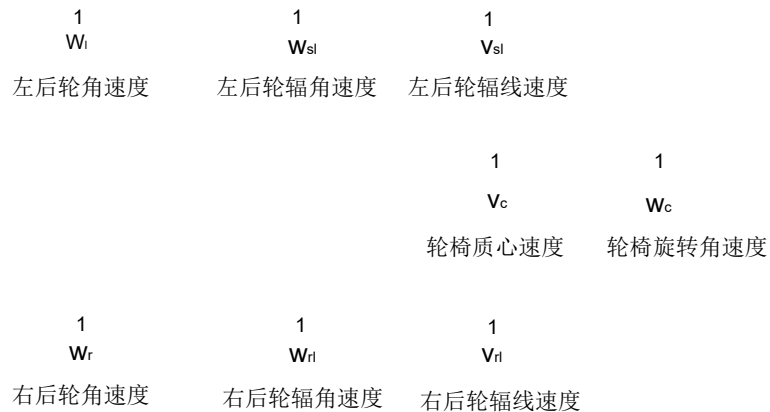 1 1 1
Wl Wsl Vsl
左后轮角速度 左后轮辐角速度 左后轮辐线速度
1 1
Vc Wc
轮椅质心速度 轮椅旋转角速度
1 1 1
Wr Wrl Vrl
右后轮角速度 右后轮辐角速度 右后轮辐线速度